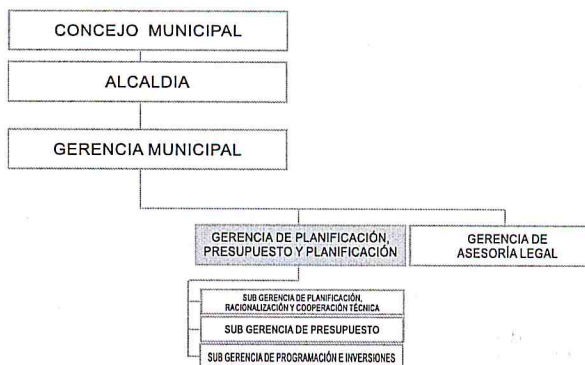 CONCEJO MUNICIPAL
ALCALDIA
GERENCIA MUNICIPAL
GERENCIA DE PLANIFICACIÓN,
PRESUPUESTO Y PLANIFICACIÓN
GERENCIA DE
ASESORÍA LEGAL
SUB GERENCIA DE PLANIFICACIÓN,
RACIONALIZACIÓN Y COOPERACIÓN TÉCNICA
SUB GERENCIA DE PRESUPUESTO
SUB GERENCIA DE PROGRAMACIÓN E INVERSIONES